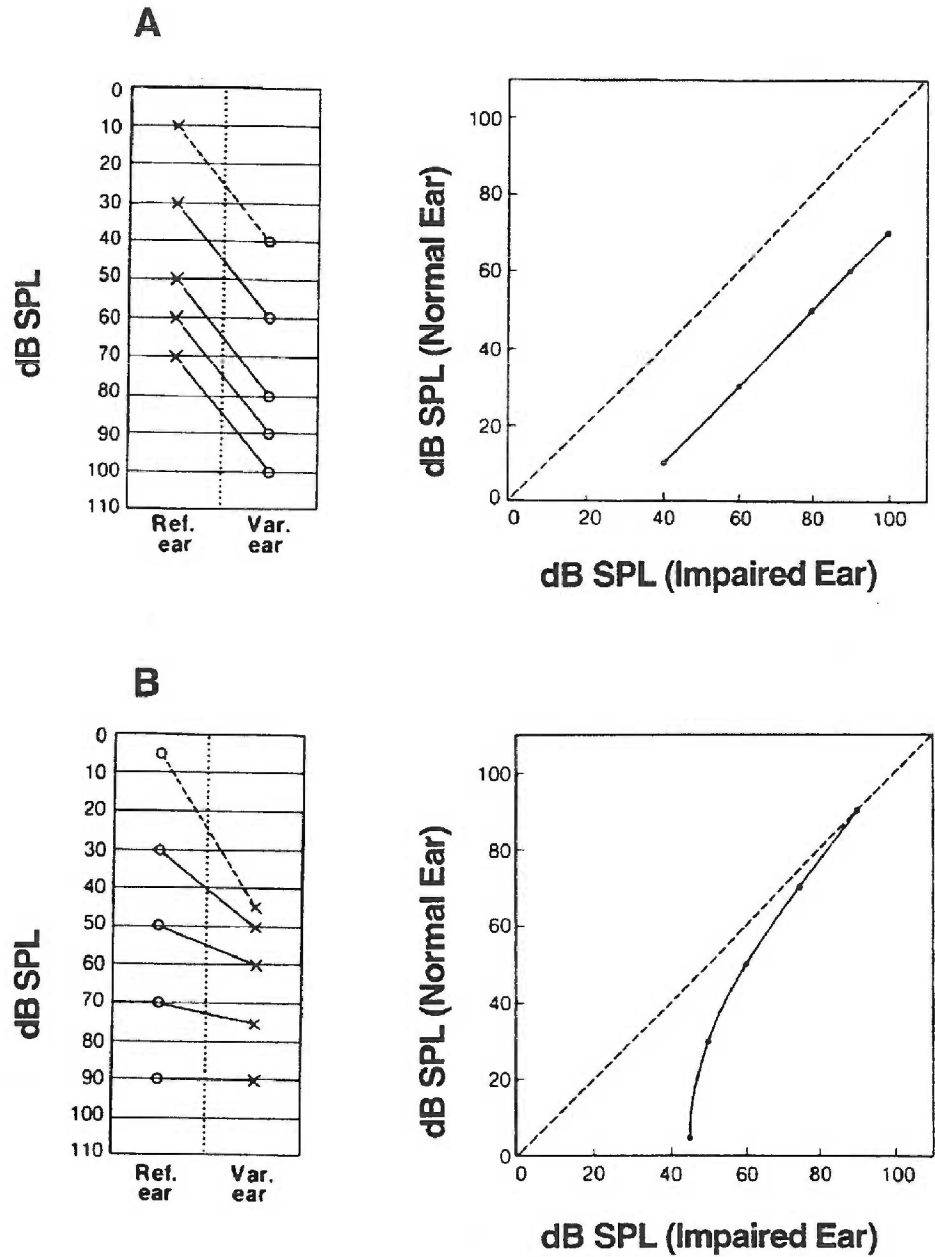 A
0
10
20
30
40
50
60
70
80
90
100
110
dB SPL
Ref. ear
Var. ear
100
80
60
40
20
0
dB SPL (Normal Ear)
0 20 40 60 80 100
dB SPL (Impaired Ear)
B
0
10
20
30
40
50
60
70
80
90
100
110
dB SPL
Ref. ear
Var. ear
100
80
60
40
20
0
dB SPL (Normal Ear)
0 20 40 60 80 100
dB SPL (Impaired Ear)